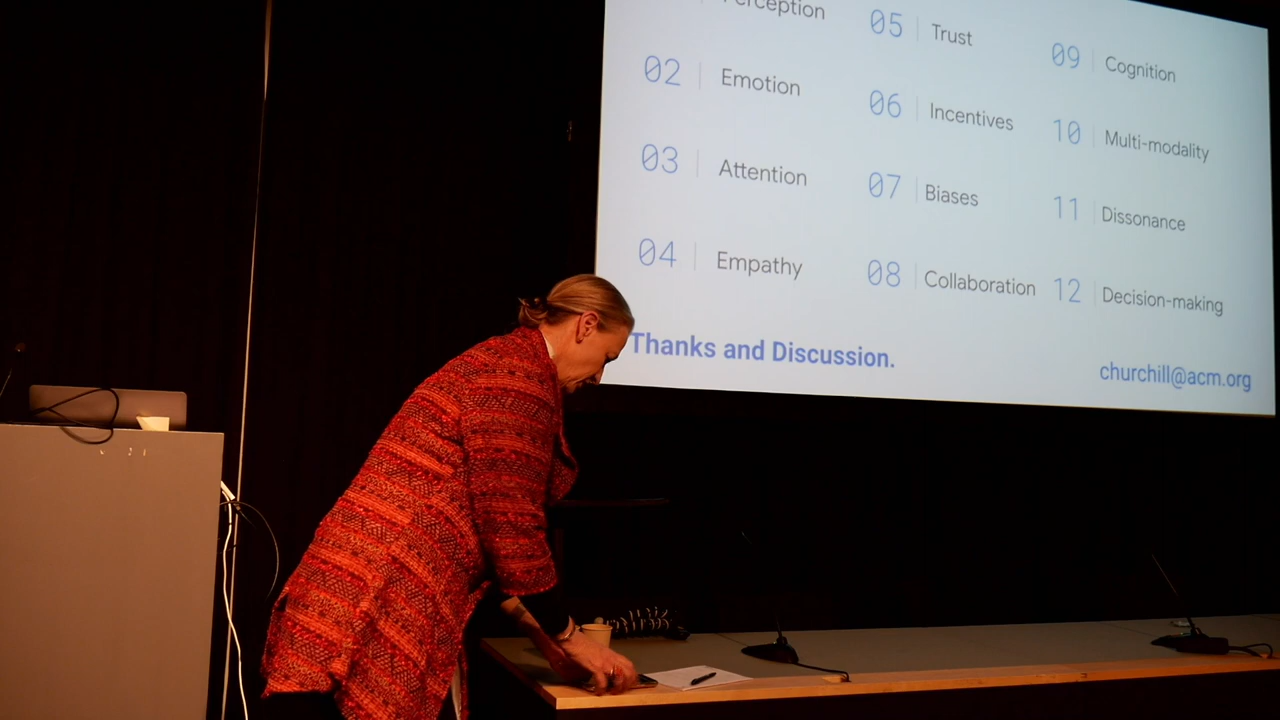 Perception
02 Emotion
03 Attention
04 Empathy
05 Trust
06 Incentives
07 Biases
08 Collaboration
09 Cognition
10 Multi-modality
11 Dissonance
12 Decision-making
Thanks and Discussion.
churchill@acm.org